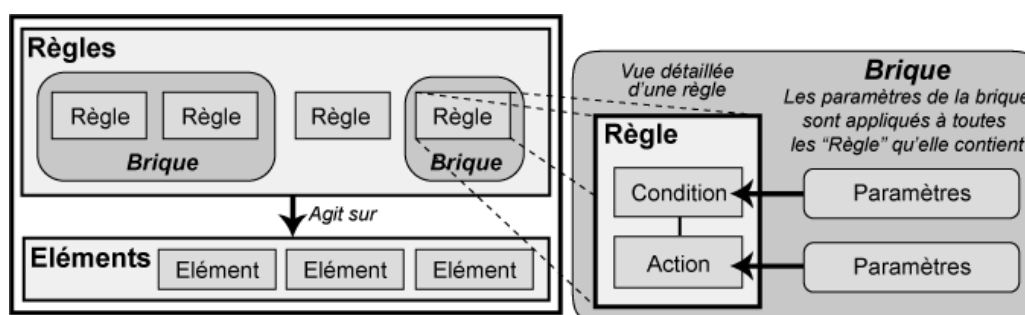 Règles
Règle
Règle
Brique
Règle
Règle
Brique
Agit sur
Eléments
Elément
Elément
Elément
Vue détaillée
d'une règle
Règle
Condition
Action
Brique
Les paramètres de la brique
sont appliqués à toutes
les “Règle” qu'elle contient
Paramètres
Paramètres